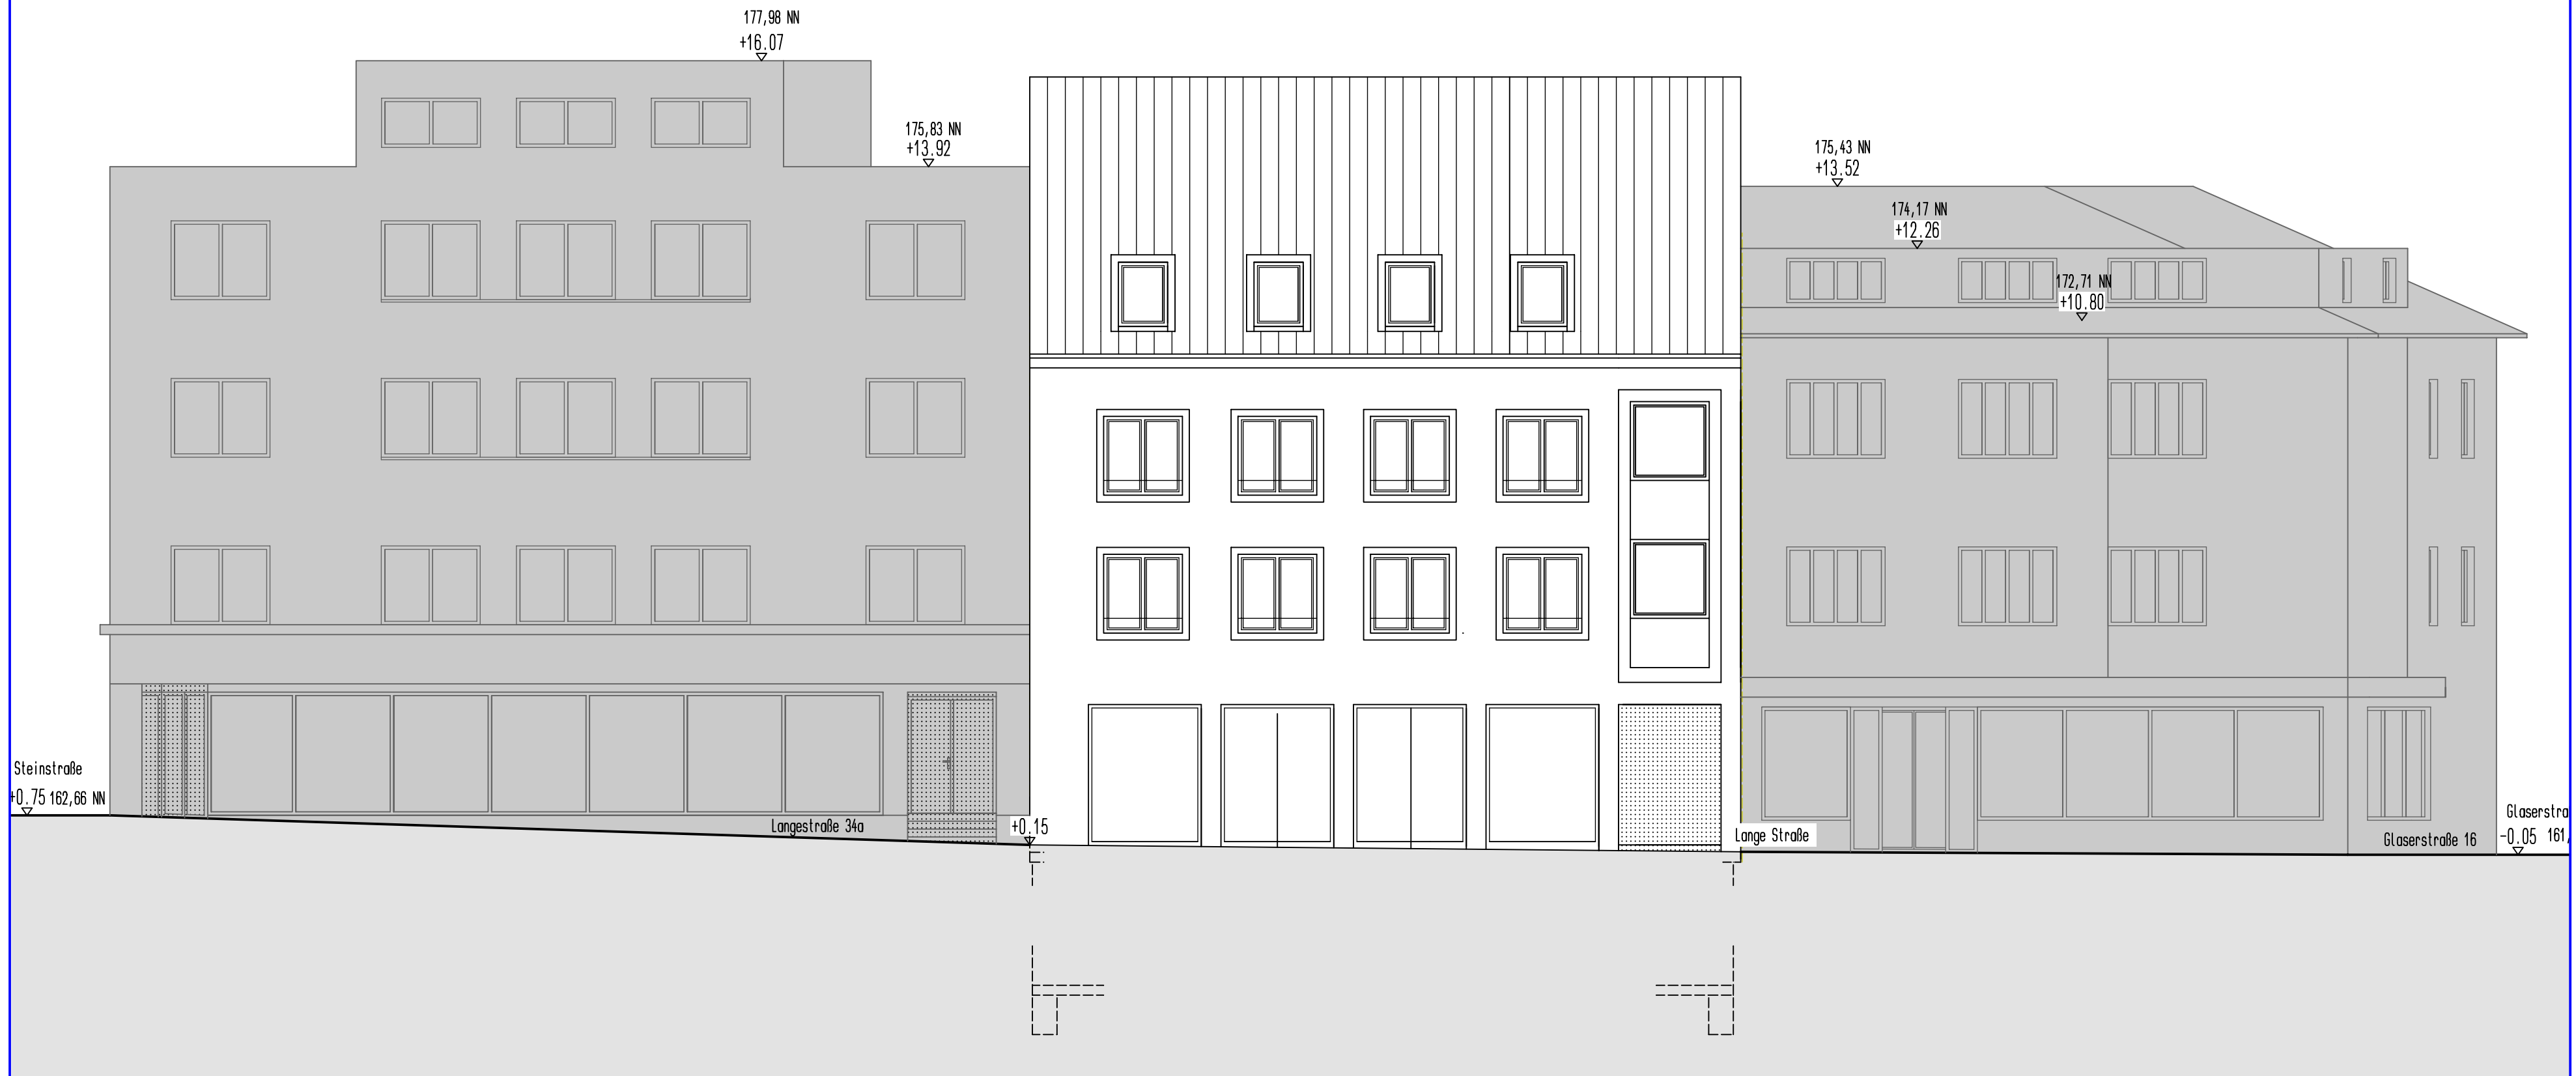 177,98 NN
+16.07
175,83 NN
+13.92
175,43 NN
+13.52
174,17 NN
+12.26
172,71 NN
+10.80
Steinstraße
+0.75 162,66 NN
Langestraße 34a
+0.15
Lange Straße
Glaserstraße 16
Glaserstra
-0.05 161,